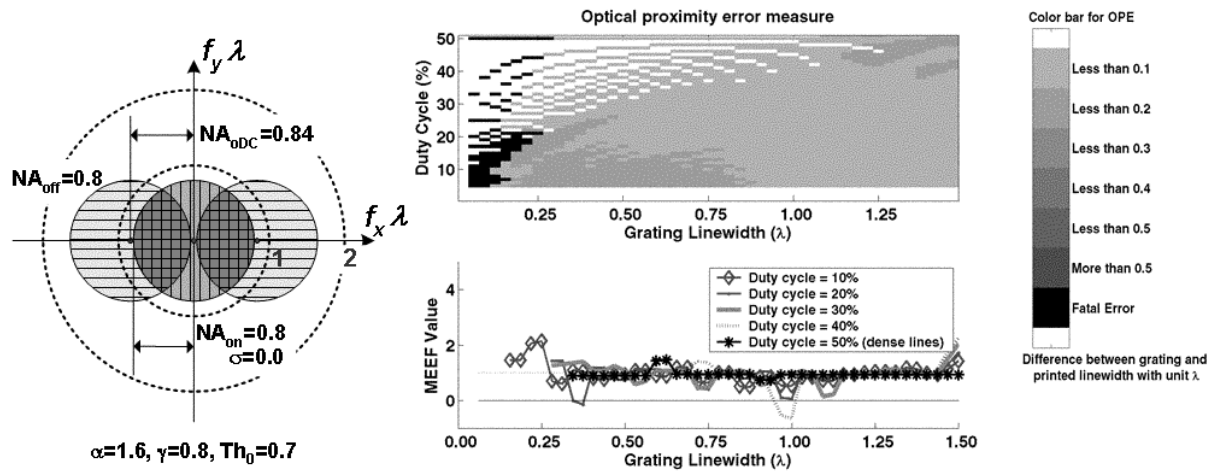 f_y λ
NA_oDC=0.84
NA_off=0.8
f_x λ
1
2
NA_on=0.8
σ=0.0
α=1.6, γ=0.8, Th_0=0.7
Optical proximity error measure
Duty Cycle (%)
50
40
30
20
10
0.25
0.50
0.75
1.00
1.25
Grating Linewidth (λ)
MEEF Value
4
2
0
Duty cycle = 10%
Duty cycle = 20%
Duty cycle = 30%
Duty cycle = 40%
Duty cycle = 50% (dense lines)
0.00
0.25
0.50
0.75
1.00
1.25
1.50
Grating Linewidth (λ)
Color bar for OPE
Less than 0.1
Less than 0.2
Less than 0.3
Less than 0.4
Less than 0.5
More than 0.5
Fatal Error
Difference between grating and
printed linewidth with unit λ